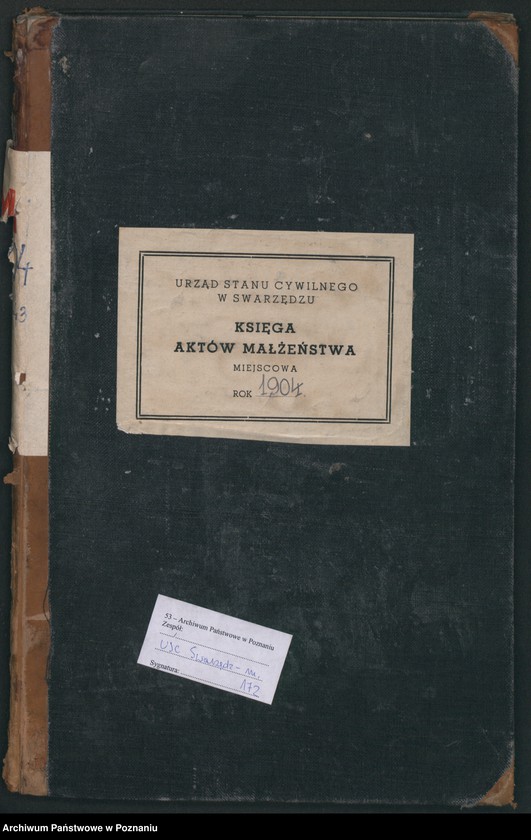 URZĄD STANU CYWILNEGO
W SWARZĘDZU
KSIĘGA
AKTÓW MAŁŻEŃSTWA
MIEJSCOWA
ROK 1904.
53 – Archiwum Państwowe w Poznaniu
Zespół:
USC Swarzędz – m.
Sygnatura: 172
Archiwum Państwowe w Poznaniu